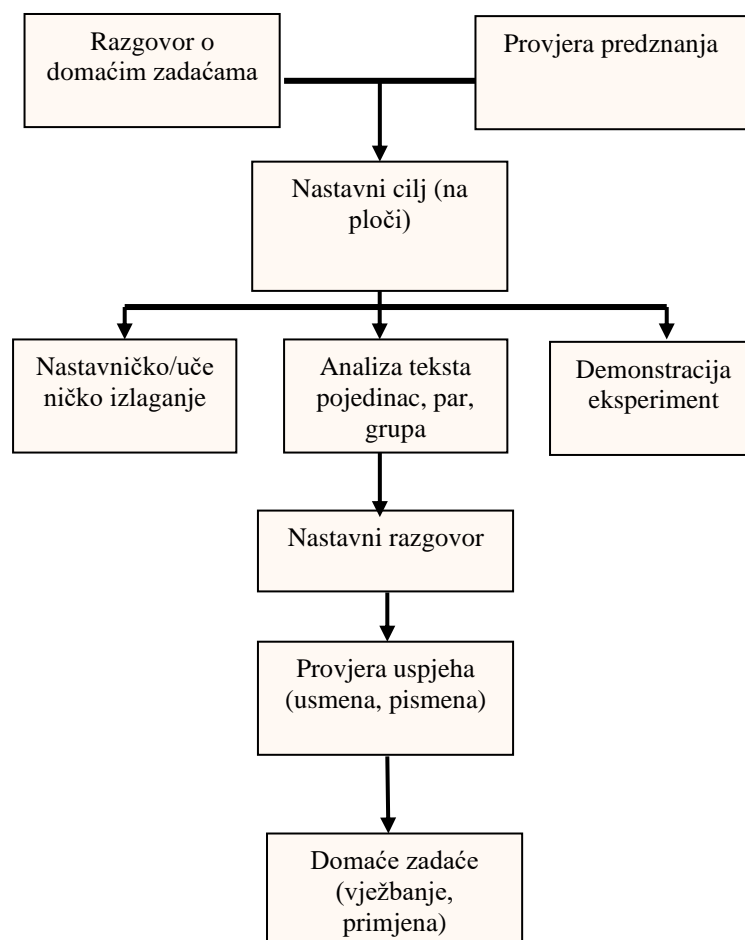 Razgovor o
domaćim zadaćama
Provjera predznanja
Nastavni cilj (na
ploči)
Nastavničko/uče
ničko izlaganje
Analiza teksta
pojedinac, par,
grupa
Demonstracija
eksperiment
Nastavni razgovor
Provjera uspjeha
(usmena, pismena)
Domaće zadaće
(vježbanje,
primjena)